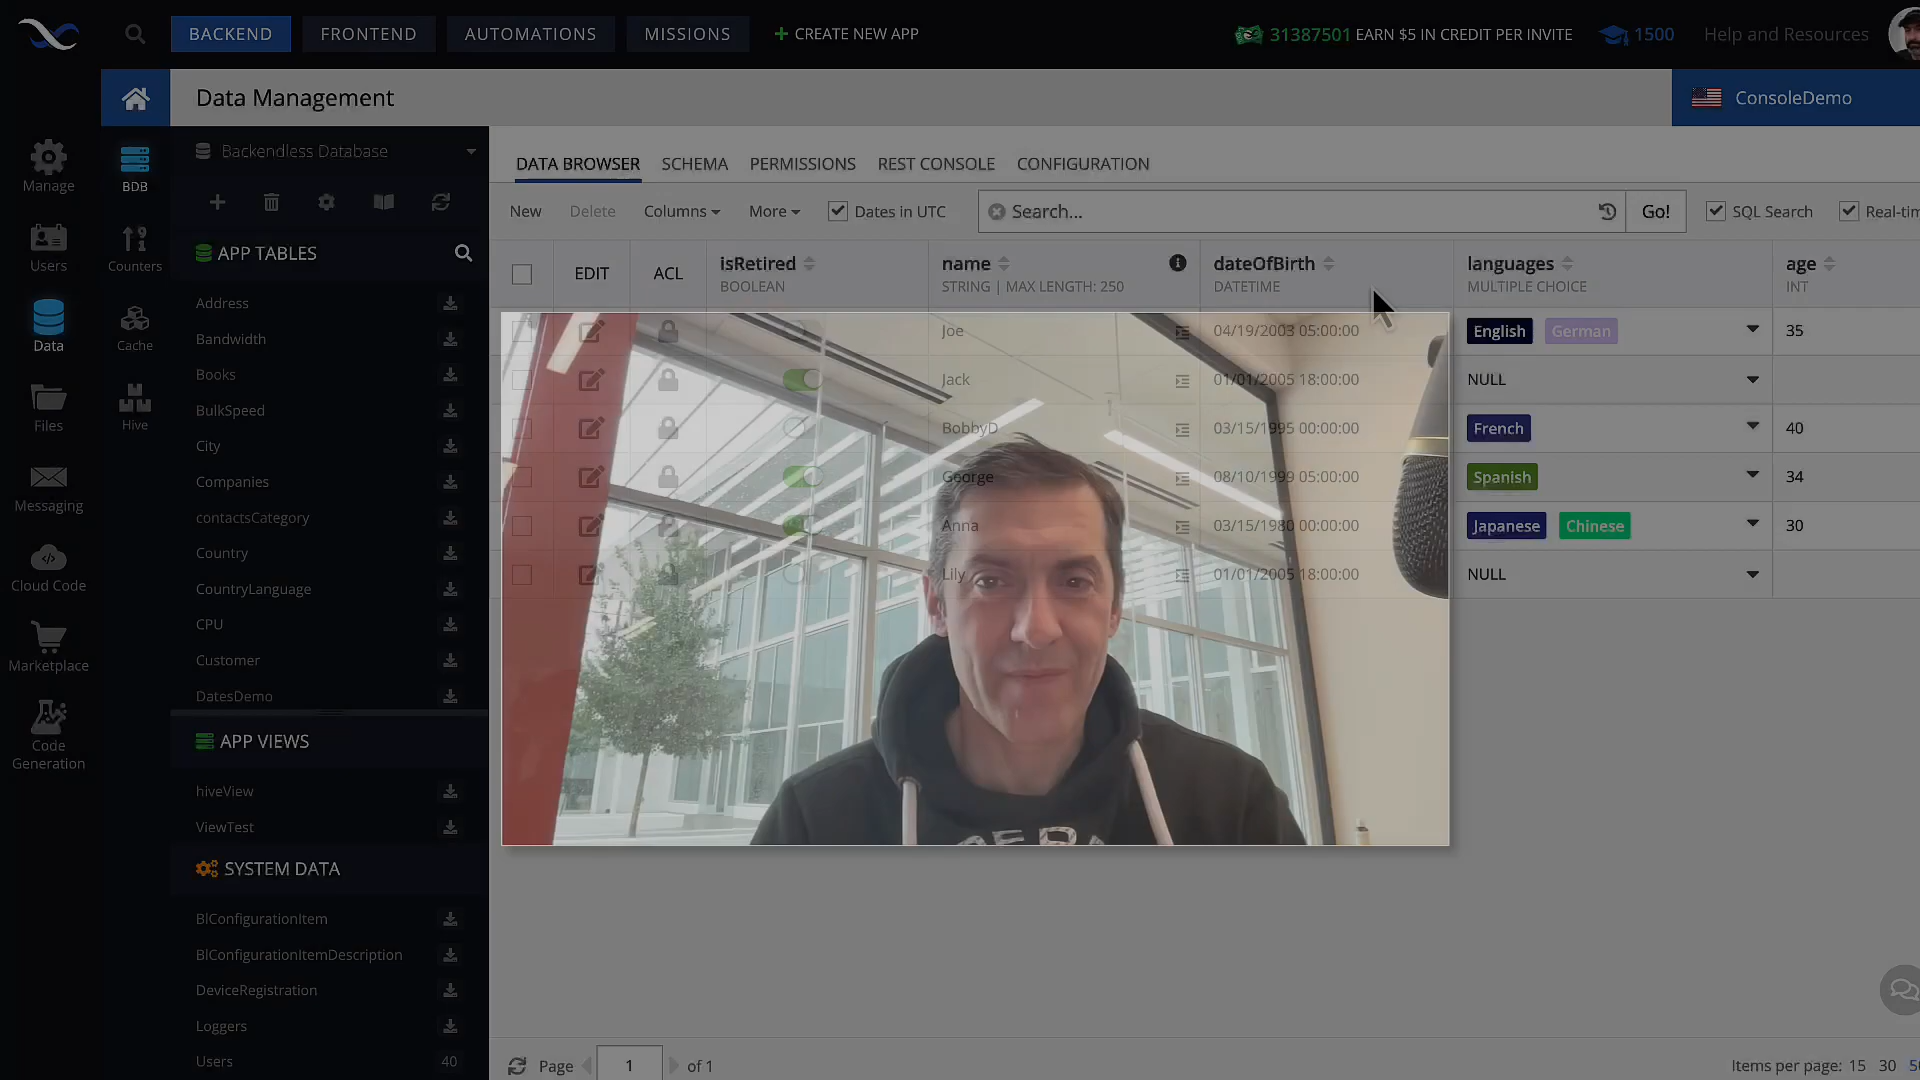 BACKEND FRONTEND AUTOMATIONS MISSIONS + CREATE NEW APP 31387501 EARN $5 IN CREDIT PER INVITE 1500 Help and Resources
Data Management ConsoleDemo
Manage
Users
Data
Files
Messaging
Cloud Code
Marketplace
Code
Generation
BDB
Counters
Cache
Hive
Backendless Database
APP TABLES
Address
Bandwidth
Books
BulkSpeed
City
Companies
contactsCategory
Country
CountryLanguage
CPU
Customer
DatesDemo
APP VIEWS
hiveView
ViewTest
SYSTEM DATA
BlConfigurationItem
BlConfigurationItemDescription
DeviceRegistration
Loggers
Users 40
DATA BROWSER SCHEMA PERMISSIONS REST CONSOLE CONFIGURATION
New Delete Columns More Dates in UTC Search... Go! SQL Search Real-tim
EDIT ACL isRetired name dateOfBirth languages age
BOOLEAN STRING | MAX LENGTH: 250 DATETIME MULTIPLE CHOICE INT
Joe 04/19/2003 05:00:00 English German 35
Jack 01/01/2005 18:00:00 NULL
BobbyD 03/15/1995 00:00:00 French 40
George 08/10/1999 05:00:00 Spanish 34
Anna 03/15/1980 00:00:00 Japanese Chinese 30
Lily 01/01/2005 18:00:00 NULL
Page 1 of 1 Items per page: 15 30